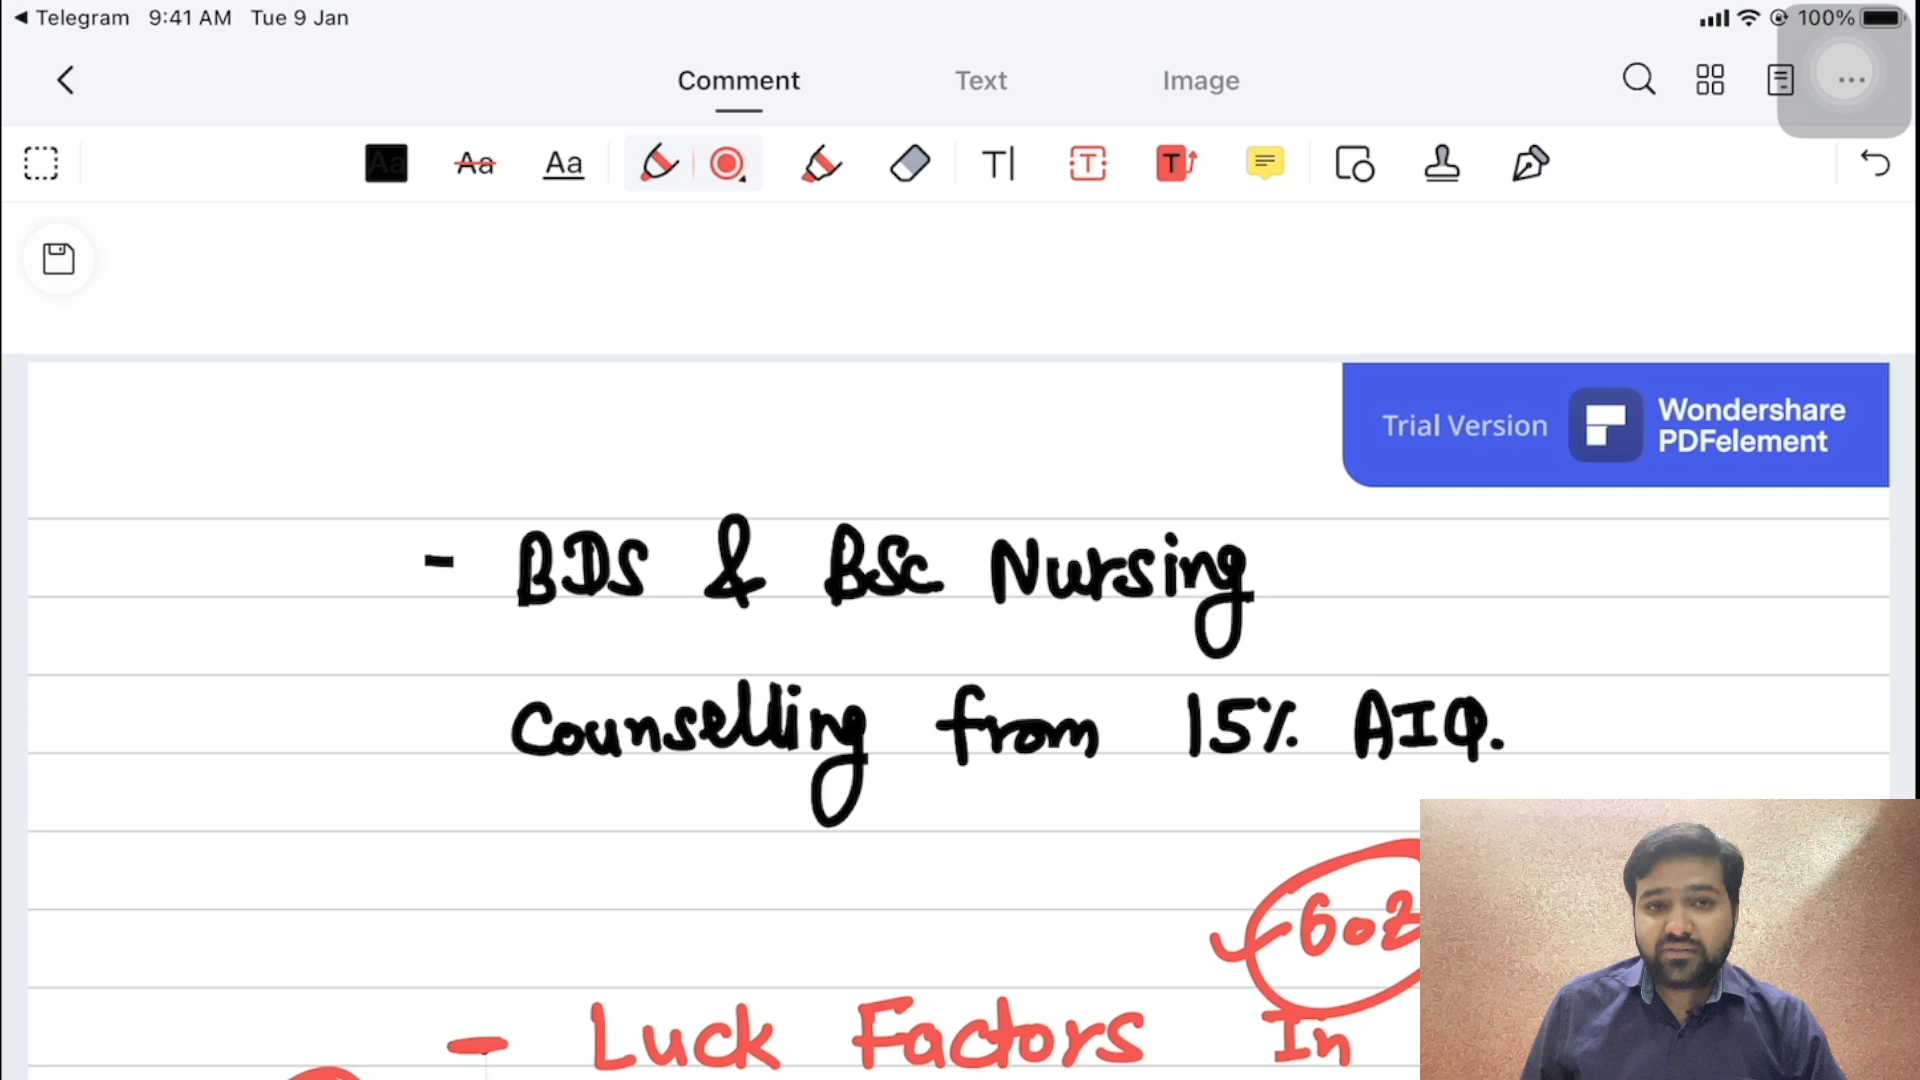 Telegram 9:41 AM Tue 9 Jan 100%
Comment Text Image
Aa Aa Aa T T T
Trial Version Wondershare PDFelement
- BDS & BSc Nursing
Counselling from 15% AIQ.
602
- Luck Factors In